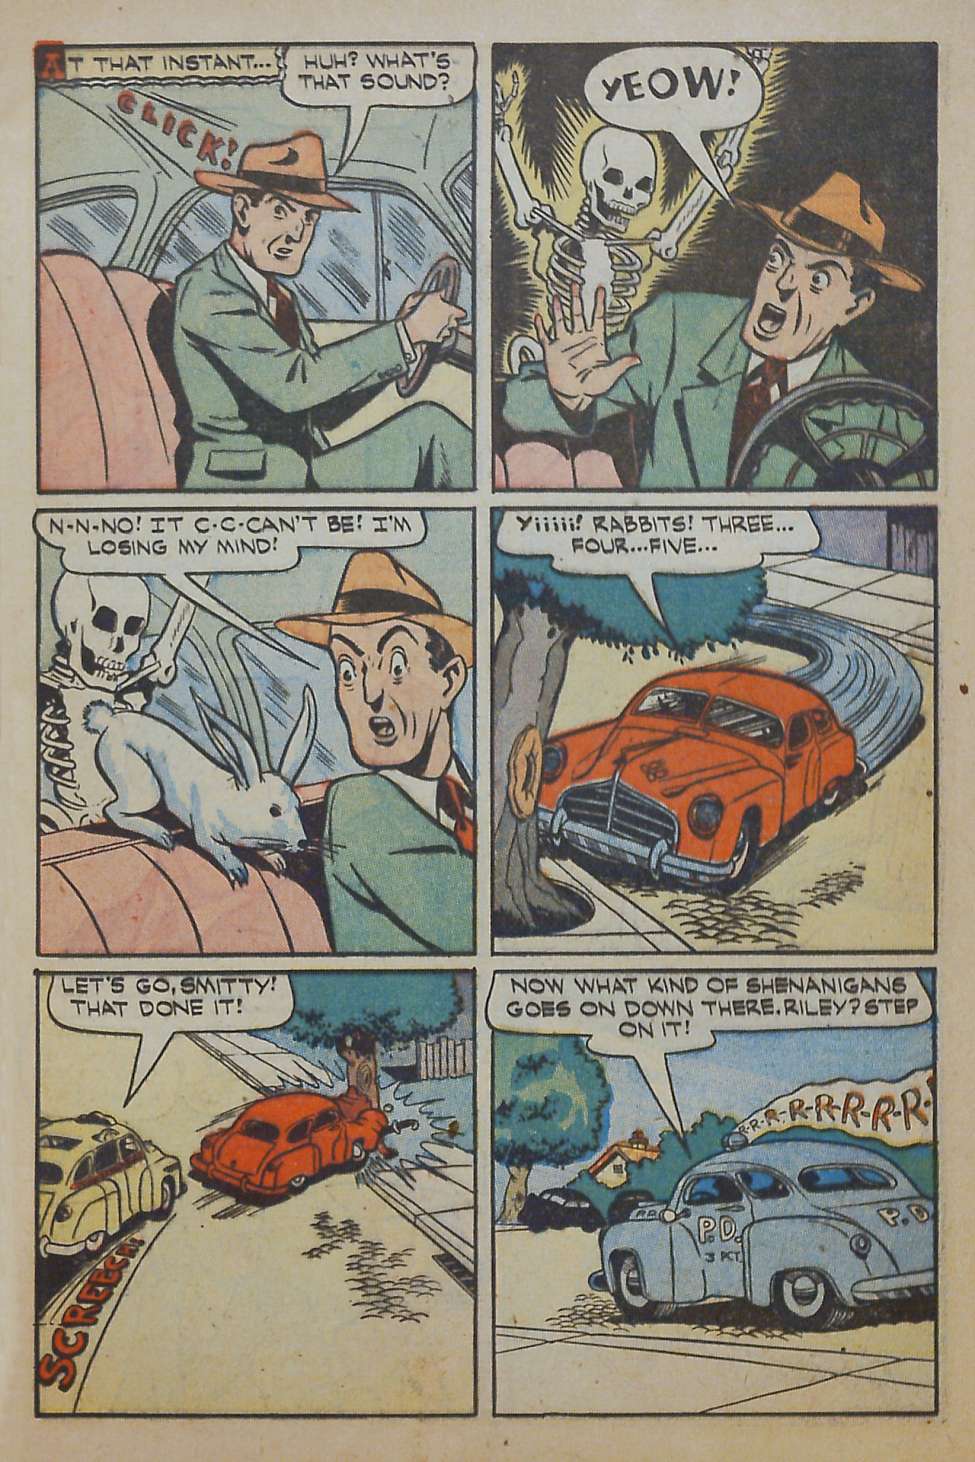 AT THAT INSTANT...
HUH? WHAT'S
THAT SOUND?
CLICK!
YEOW!
N-N-NO! IT C-C-CAN'T BE! I'M
LOSING MY MIND!
Yiiiii! RABBITS! THREE...
FOUR...FIVE...
LET'S GO, SMITTY!
THAT DONE IT!
SCREECH!
NOW WHAT KIND OF SHENANIGANS
GOES ON DOWN THERE, RILEY? STEP
ON IT!
R-R-R-R-R-R-R-R-
P.D.
3 PCT.
P.D